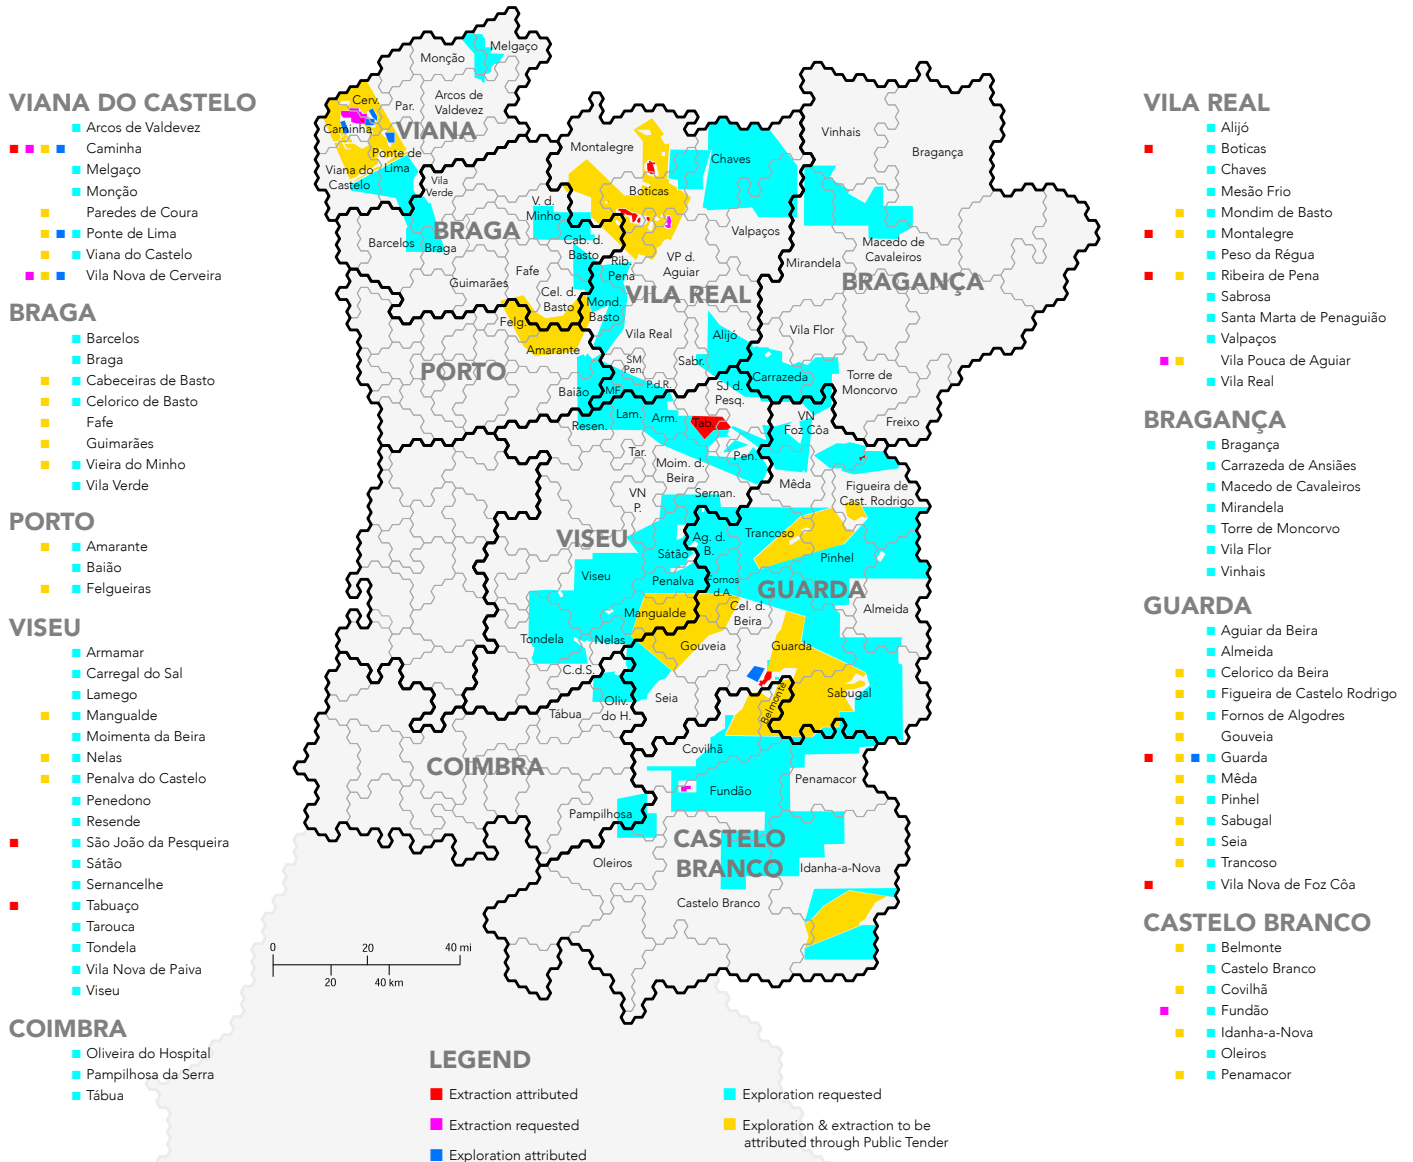 VIANA DO CASTELO
Arcos de Valdevez
Caminha
Melgaço
Monção
Paredes de Coura
Ponte de Lima
Viana do Castelo
Vila Nova de Cerveira
BRAGA
Barcelos
Braga
Cabeceiras de Basto
Celorico de Basto
Fafe
Guimarães
Vieira do Minho
Vila Verde
PORTO
Amarante
Baião
Felgueiras
VISEU
Armamar
Carregal do Sal
Lamego
Mangualde
Moimenta da Beira
Nelas
Penalva do Castelo
Penedono
Resende
São João da Pesqueira
Sátão
Sernancelhe
Tabuaço
Tarouca
Tondela
Vila Nova de Paiva
Viseu
COIMBRA
Oliveira do Hospital
Pampilhosa da Serra
Tábua
Melgaço
Monção
Cerv.
Par.
Arcos de
Valdevez
Caminha
VIANA
Ponte de
Lima
Viana do
Castelo
Vila
Verde
Montalegre
Chaves
Boticas
V. d.
Minho
BRAGA
Barcelos
Braga
Cab. d.
Basto
Valpaços
Rib.
Pena
VP d.
Aguiar
Fafe
Guimarães
Cel. d.
Basto
Mond.
Basto
VILA REAL
Felg.
Amarante
Vila Real
Alijó
PORTO
SM
Pen.
Sabr.
Baião
MF
P.d.R.
SJ d.
Pesq.
Vinhais
Bragança
Macedo de
Cavaleiros
Mirandela
BRAGANÇA
Vila Flor
Carrazeda
Torre de
Moncorvo
Freixo
Resen.
Lam.
Arm.
Tab.
VN
Foz Côa
Tar.
Moim. d.
Beira
Pen.
Mêda
Figueira de
Cast. Rodrigo
VN
P.
Sernan.
VISEU
Ag. d.
B.
Trancoso
Sátão
Pinhel
Viseu
Penalva
Fornos
d.A.
GUARDA
Mangualde
Cel. d.
Beira
Almeida
Tondela
Nelas
Gouveia
Guarda
C.d.S.
Seia
Sabugal
Oliv.
do H.
Belmonte
Tábua
Covilhã
COIMBRA
Fundão
Penamacor
Pampilhosa
CASTELO
BRANCO
Oleiros
Idanha-a-Nova
Castelo Branco
0 20 40 mi
20 40 km
VILA REAL
Alijó
Boticas
Chaves
Mesão Frio
Mondim de Basto
Montalegre
Peso da Régua
Ribeira de Pena
Sabrosa
Santa Marta de Penaguião
Valpaços
Vila Pouca de Aguiar
Vila Real
BRAGANÇA
Bragança
Carrazeda de Ansiães
Macedo de Cavaleiros
Mirandela
Torre de Moncorvo
Vila Flor
Vinhais
GUARDA
Aguiar da Beira
Almeida
Celorico da Beira
Figueira de Castelo Rodrigo
Fornos de Algodres
Gouveia
Guarda
Mêda
Pinhel
Sabugal
Seia
Trancoso
Vila Nova de Foz Côa
CASTELO BRANCO
Belmonte
Castelo Branco
Covilhã
Fundão
Idanha-a-Nova
Oleiros
Penamacor
LEGEND
Extraction attributed
Extraction requested
Exploration attributed
Exploration requested
Exploration & extraction to be
attributed through Public Tender